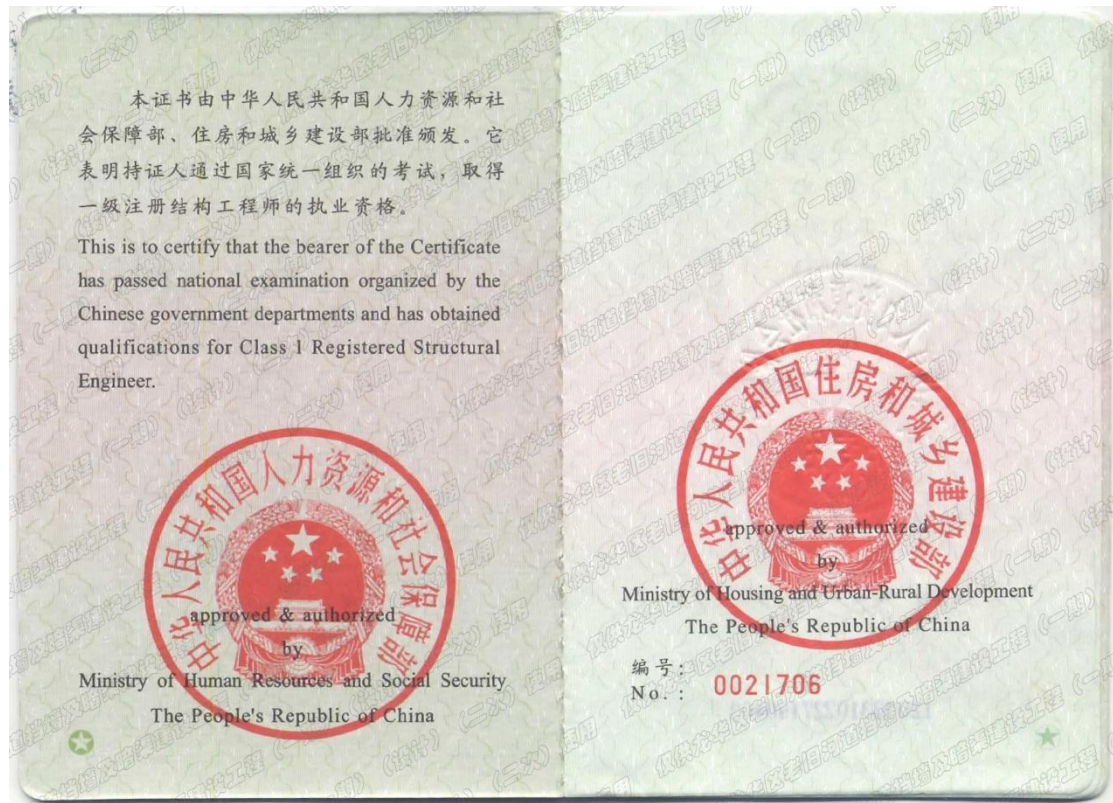 本证书由中华人民共和国人力资源和社
会保障部、住房和城乡建设部批准颁发。它
表明持证人通过国家统一组织的考试，取得
一级注册结构工程师的执业资格。
This is to certify that the bearer of the Certificate
has passed national examination organized by the
Chinese government departments and has obtained
qualifications for Class 1 Registered Structural
Engineer.
中华人民共和国人力资源和社会保障部
approved & authorized
by
Ministry of Human Resources and Social Security
The People's Republic of China
中华人民共和国住房和城乡建设部
approved & authorized
by
Ministry of Housing and Urban-Rural Development
The People's Republic of China
编号：
No. : 0021706